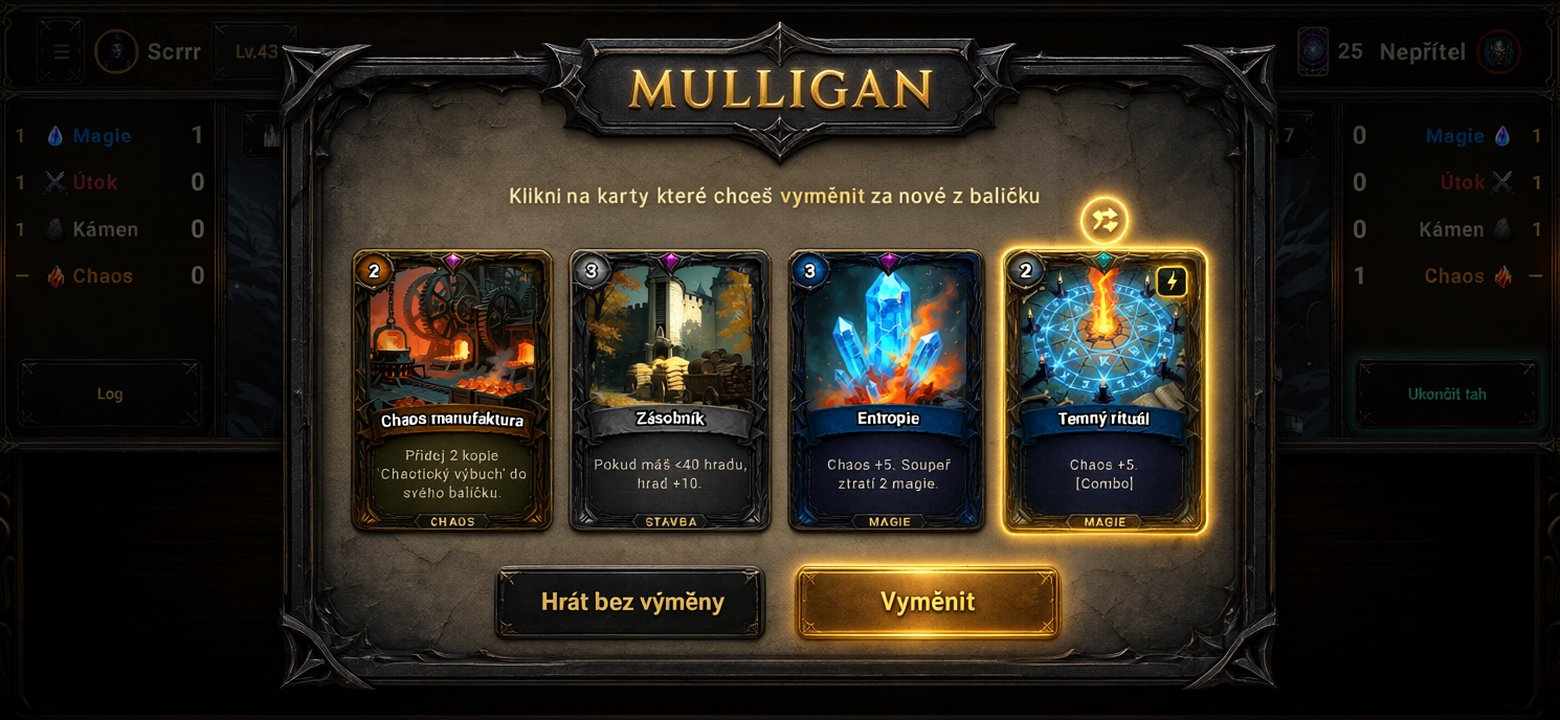 MULLIGAN
Scrrr
Lv.43
25
Nepřítel
1 Magie 1
1 Útok 0
1 Kámen 0
– Chaos 0
Log
7
0 Magie 1
0 Útok 1
0 Kámen 1
1 Chaos –
Ukončit tah
Klikni na karty které chceš vyměnit za nové z balíčku
2
Chaos manufaktura
Přidej 2 kopie
'Chaotický výbuch' do
svého balíčku.
CHAOS
3
Zásobník
Pokud máš <40 hradu,
hrad +10.
STAVBA
3
Entropie
Chaos +5. Soupeř
ztratí 2 magie.
MAGIE
2
Temný rituál
Chaos +5.
[Combo]
MAGIE
Hrát bez výměny
Vyměnit